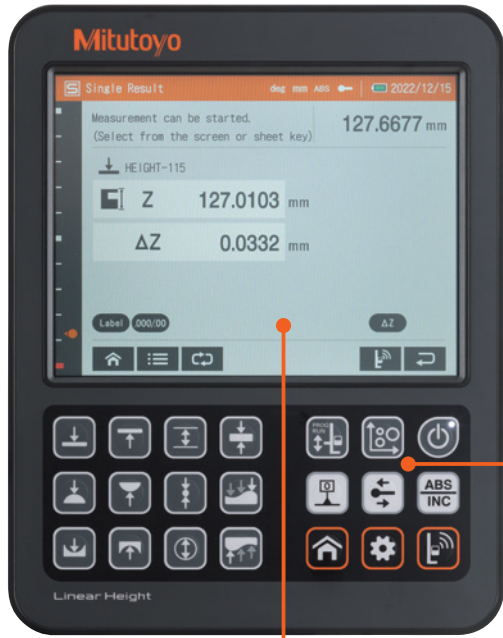 Mitutoyo
S Single Result deg mm ABS 2022/12/15
Measurement can be started.
(Select from the screen or sheet key)
127.6677 mm
HEIGHT-115
Z 127.0103 mm
ΔZ 0.0332 mm
Label .000/00 ΔZ
PROG
RUN
ABS
INC
Linear Height